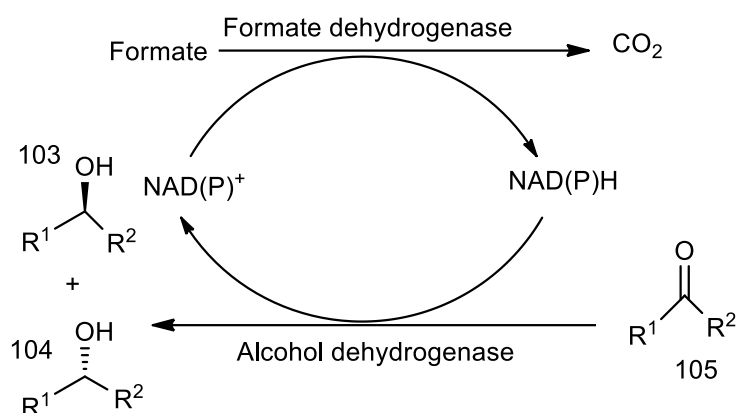 Formate dehydrogenase
Formate
CO2
103
OH
NAD(P)+
NAD(P)H
R1
R2
+
O
R1
R2
105
104
OH
R1
R2
Alcohol dehydrogenase